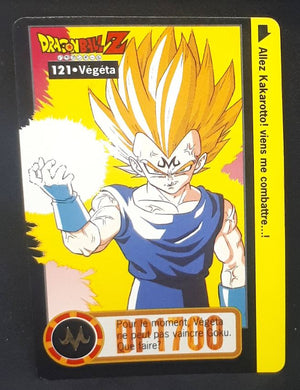 DRAGON BALL Z
121•Végéta
Allez Kakarotto! viens me combattre...!
Pour le moment, Végéta
ne peut pas vaincre Goku.
Que faire?